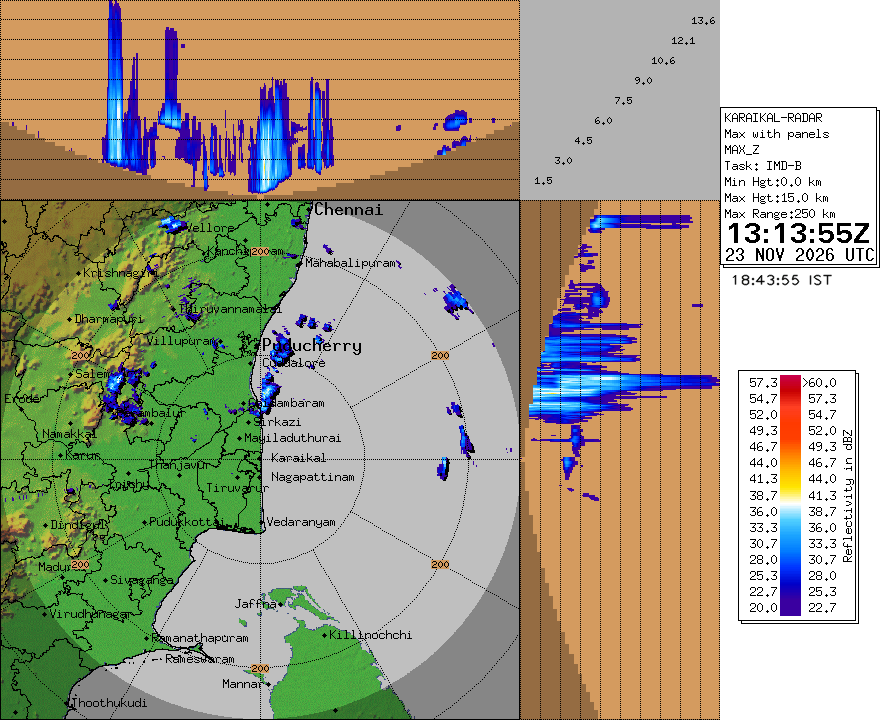 13.6
12.1
10.6
9.0
7.5
6.0
4.5
3.0
1.5
KARAIKAL-RADAR
Max with panels
MAX_Z
Task: IMD-B
Min Hgt:0.0 km
Max Hgt:15.0 km
Max Range:250 km
13:13:55Z
23 NOV 2026 UTC
18:43:55 IST
Chennai
Vellore
200
Mahabalipuram
Krishnagiri
Dharmapuri
Villupuram
Puducherry
200
200
Cuddalore
Salem
Erode
Sirkazi
Namakkal
Mayiladuthurai
Karur
Karaikal
Thanjavur
Nagapattinam
Tiruvarur
Dindigul
Pudukkottai
Vedaranyam
200
200
Madurai
Sivaganga
Jaffna
Virudhunagar
Killinochchi
Ramanathapuram
Rameswaram
200
Mannar
Thoothukudi
57.3 >60.0
54.7 57.3
52.0 54.7
49.3 52.0
46.7 49.3
44.0 46.7
41.3 44.0
38.7 41.3
36.0 38.7
33.3 36.0
30.7 33.3
28.0 30.7
25.3 28.0
22.7 25.3
20.0 22.7
Reflectivity in dBZ